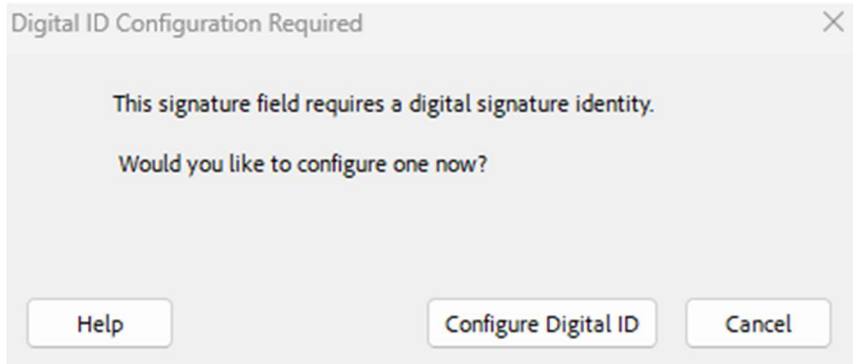 Digital ID Configuration Required
This signature field requires a digital signature identity.
Would you like to configure one now?
Help
Configure Digital ID
Cancel